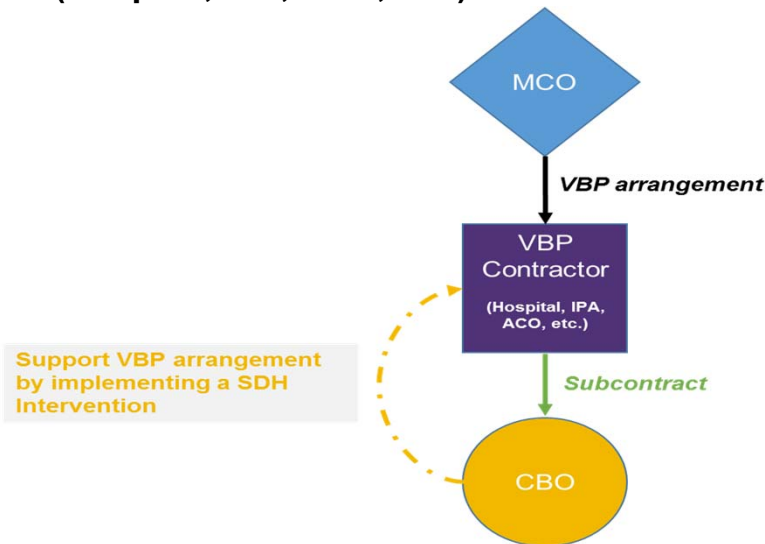 MCO
VBP arrangement
VBP
Contractor
(Hospital, IPA,
ACO, etc.)
Support VBP arrangement
by implementing a SDH
Intervention
Subcontract
CBO